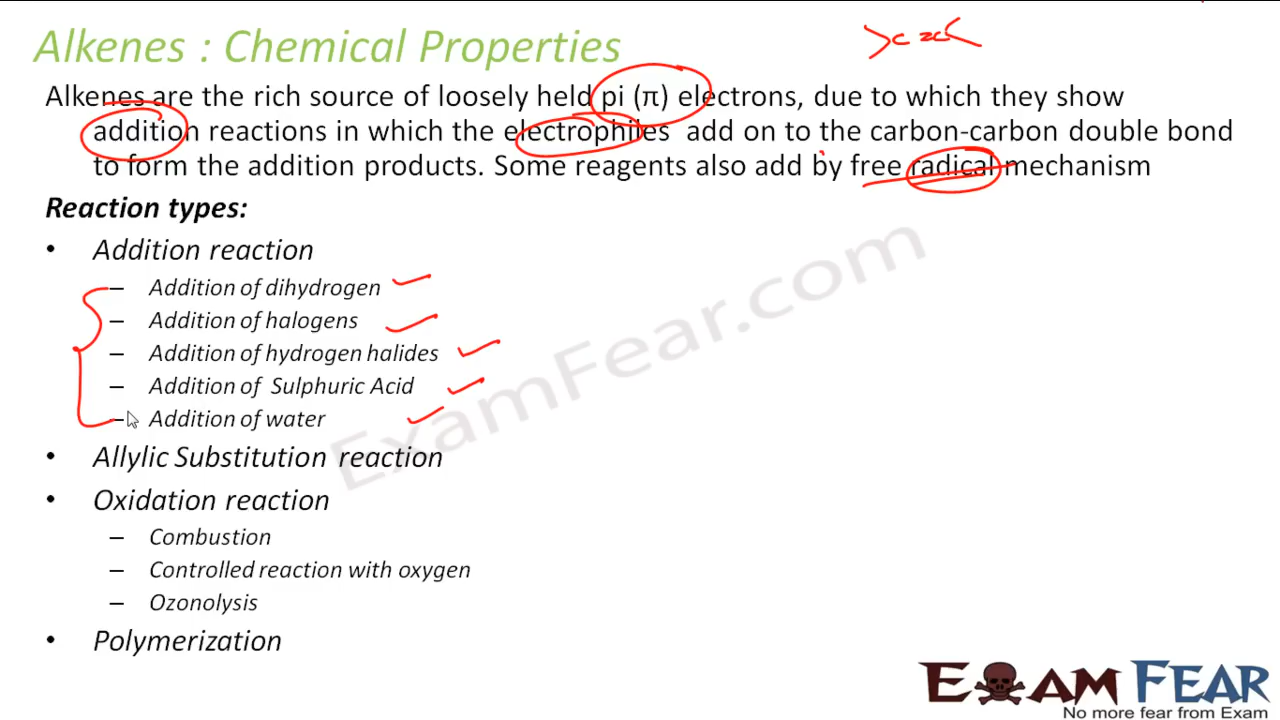 Alkenes : Chemical Properties
>c=c<
Alkenes are the rich source of loosely held pi (π) electrons, due to which they show
addition reactions in which the electrophiles add on to the carbon-carbon double bond
to form the addition products. Some reagents also add by free radical mechanism
Reaction types:
• Addition reaction
– Addition of dihydrogen
– Addition of halogens
– Addition of hydrogen halides
– Addition of Sulphuric Acid
– Addition of water
• Allylic Substitution reaction
• Oxidation reaction
– Combustion
– Controlled reaction with oxygen
– Ozonolysis
• Polymerization
ExamFear.com
EXAM FEAR
No more fear from Exam